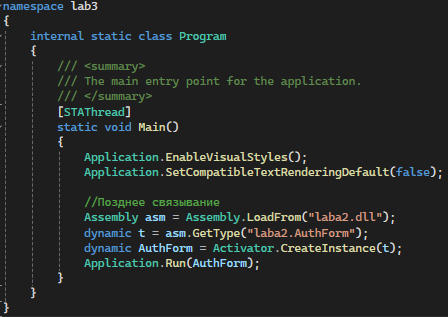 namespace lab3
{
internal static class Program
{
/// <summary>
/// The main entry point for the application.
/// </summary>
[STAThread]
static void Main()
{
Application.EnableVisualStyles();
Application.SetCompatibleTextRenderingDefault(false);
//Позднее связывание
Assembly asm = Assembly.LoadFrom("laba2.dll");
dynamic t = asm.GetType("laba2.AuthForm");
dynamic AuthForm = Activator.CreateInstance(t);
Application.Run(AuthForm);
}
}
}